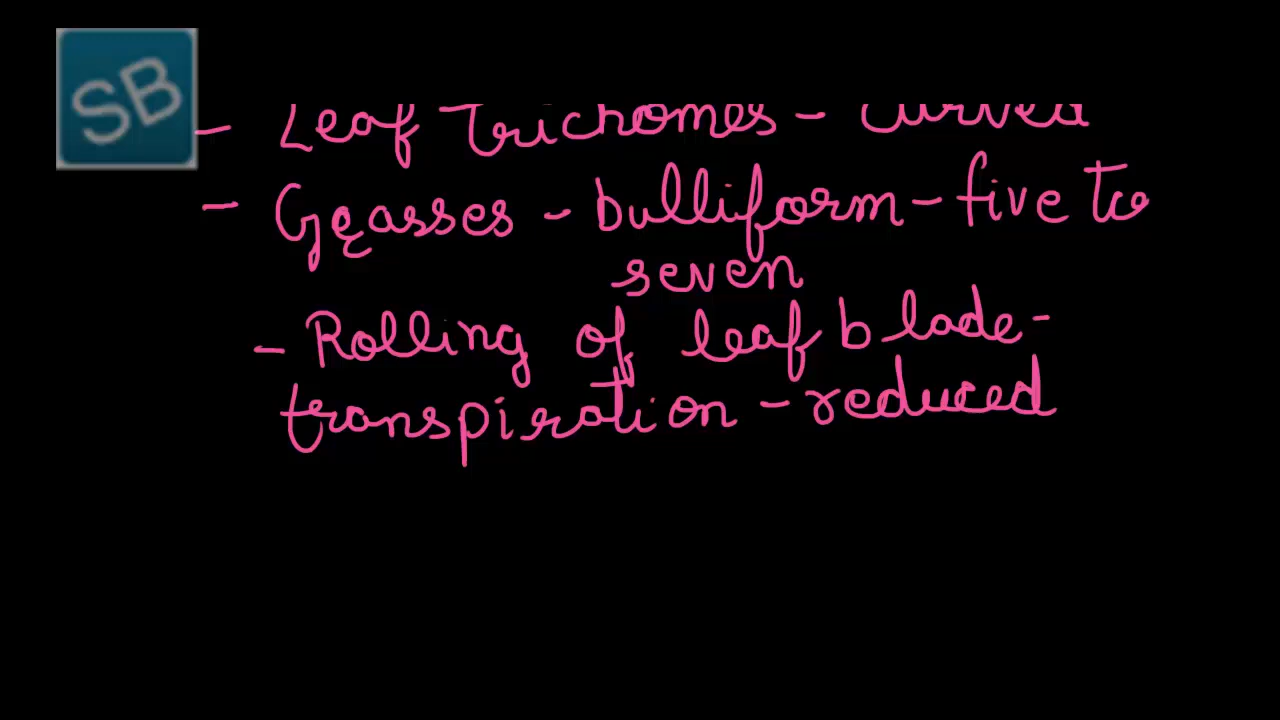 SB
- Leaf Trichomes - curved
- Grasses - bulliform - five to
seven
- Rolling of leaf blade -
transpiration - reduced